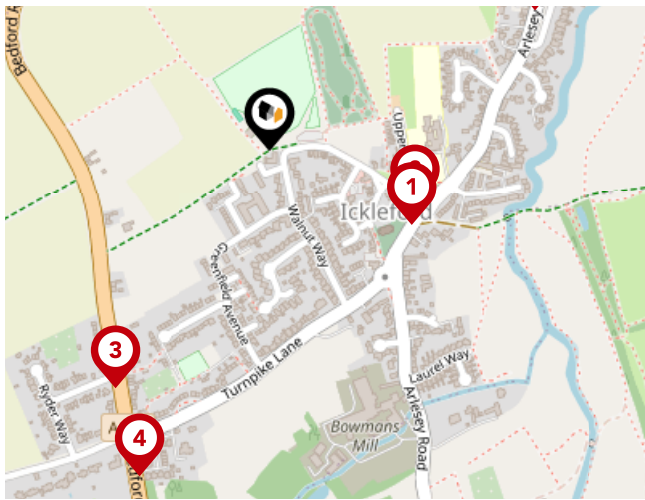 Bedford
Arlesey
Upper
Ickleford
1
Walnut Way
Greenfield Avenue
3
Turnpike Lane
Laurel Way
Ryder Way
Arlesey Road
Bowmans
Mill
4